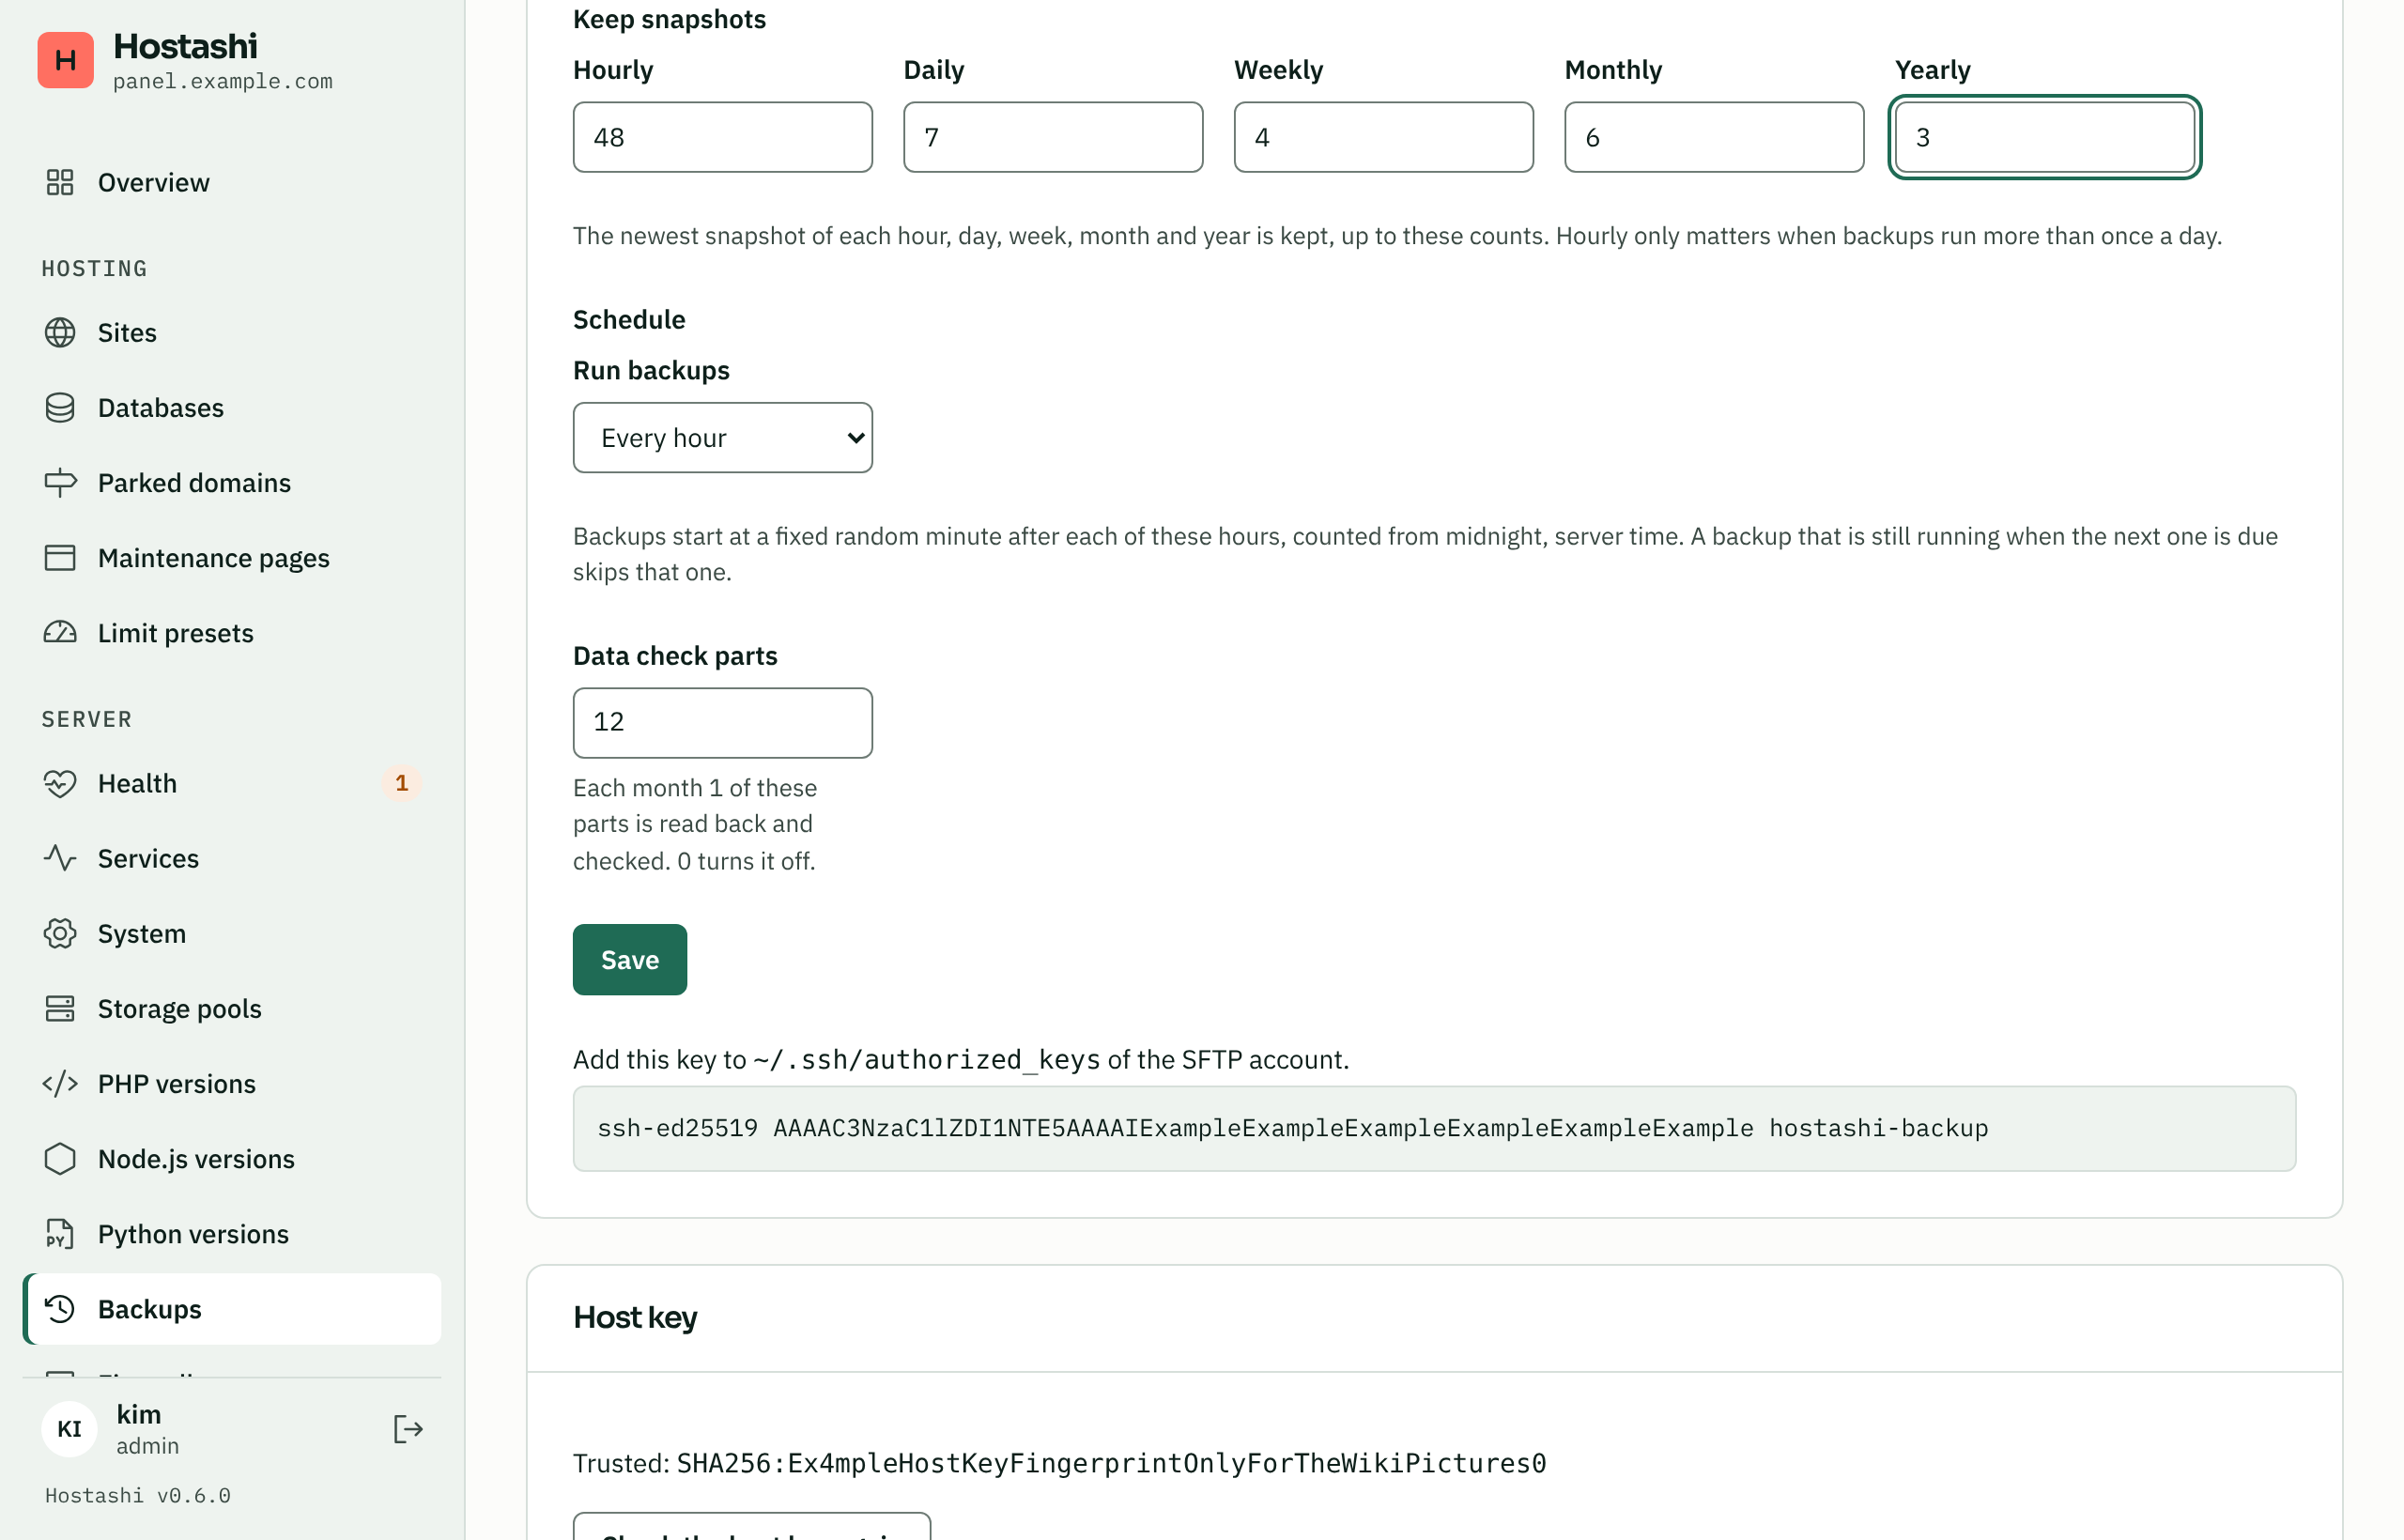 H
Hostashi
panel.example.com
Overview
HOSTING
Sites
Databases
Parked domains
Maintenance pages
Limit presets
SERVER
Health 1
Services
System
Storage pools
PHP versions
Node.js versions
PY Python versions
Backups
KI
kim
admin
Hostashi v0.6.0
Keep snapshots
Hourly Daily Weekly Monthly Yearly
48 7 4 6 3
The newest snapshot of each hour, day, week, month and year is kept, up to these counts. Hourly only matters when backups run more than once a day.
Schedule
Run backups
Every hour
Backups start at a fixed random minute after each of these hours, counted from midnight, server time. A backup that is still running when the next one is due
skips that one.
Data check parts
12
Each month 1 of these
parts is read back and
checked. 0 turns it off.
Save
Add this key to ~/.ssh/authorized_keys of the SFTP account.
ssh-ed25519 AAAAC3NzaC1lZDI1NTE5AAAAIExampleExampleExampleExampleExampleExample hostashi-backup
Host key
Trusted: SHA256:Ex4mpleHostKeyFingerprintOnlyForTheWikiPictures0